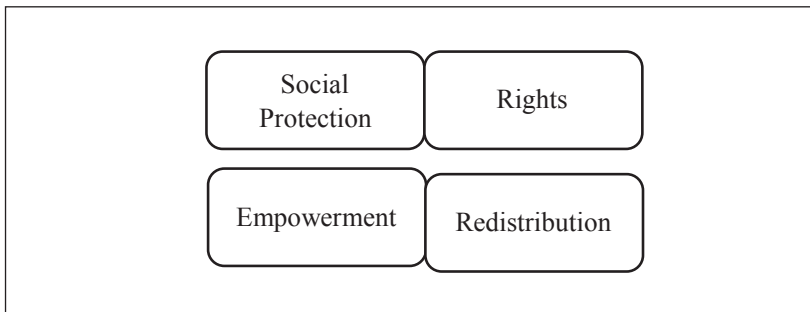 Social
Protection
Rights
Empowerment
Redistribution